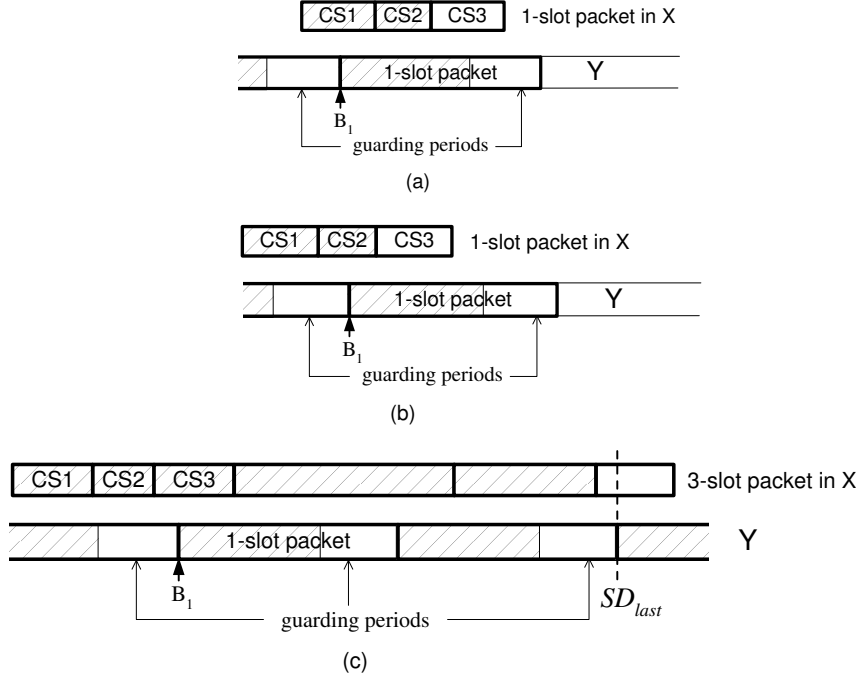 CS1 CS2 CS3 1-slot packet in X
1-slot packet Y
B1
guarding periods
(a)
CS1 CS2 CS3 1-slot packet in X
1-slot packet Y
B1
guarding periods
(b)
CS1 CS2 CS3 3-slot packet in X
1-slot packet Y
B1 SDlast
guarding periods
(c)